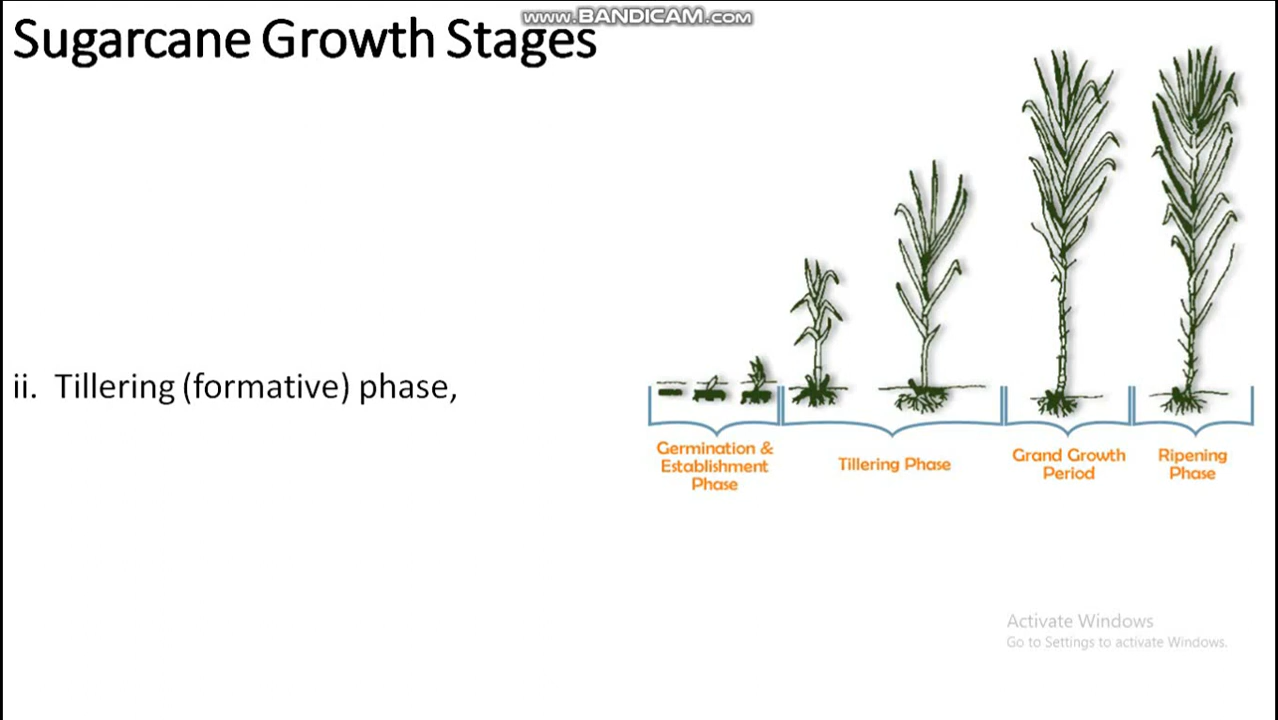 www.BANDICAM.com
Sugarcane Growth Stages
ii. Tillering (formative) phase,
Germination &
Establishment
Phase
Tillering Phase
Grand Growth
Period
Ripening
Phase
Activate Windows
Go to Settings to activate Windows.